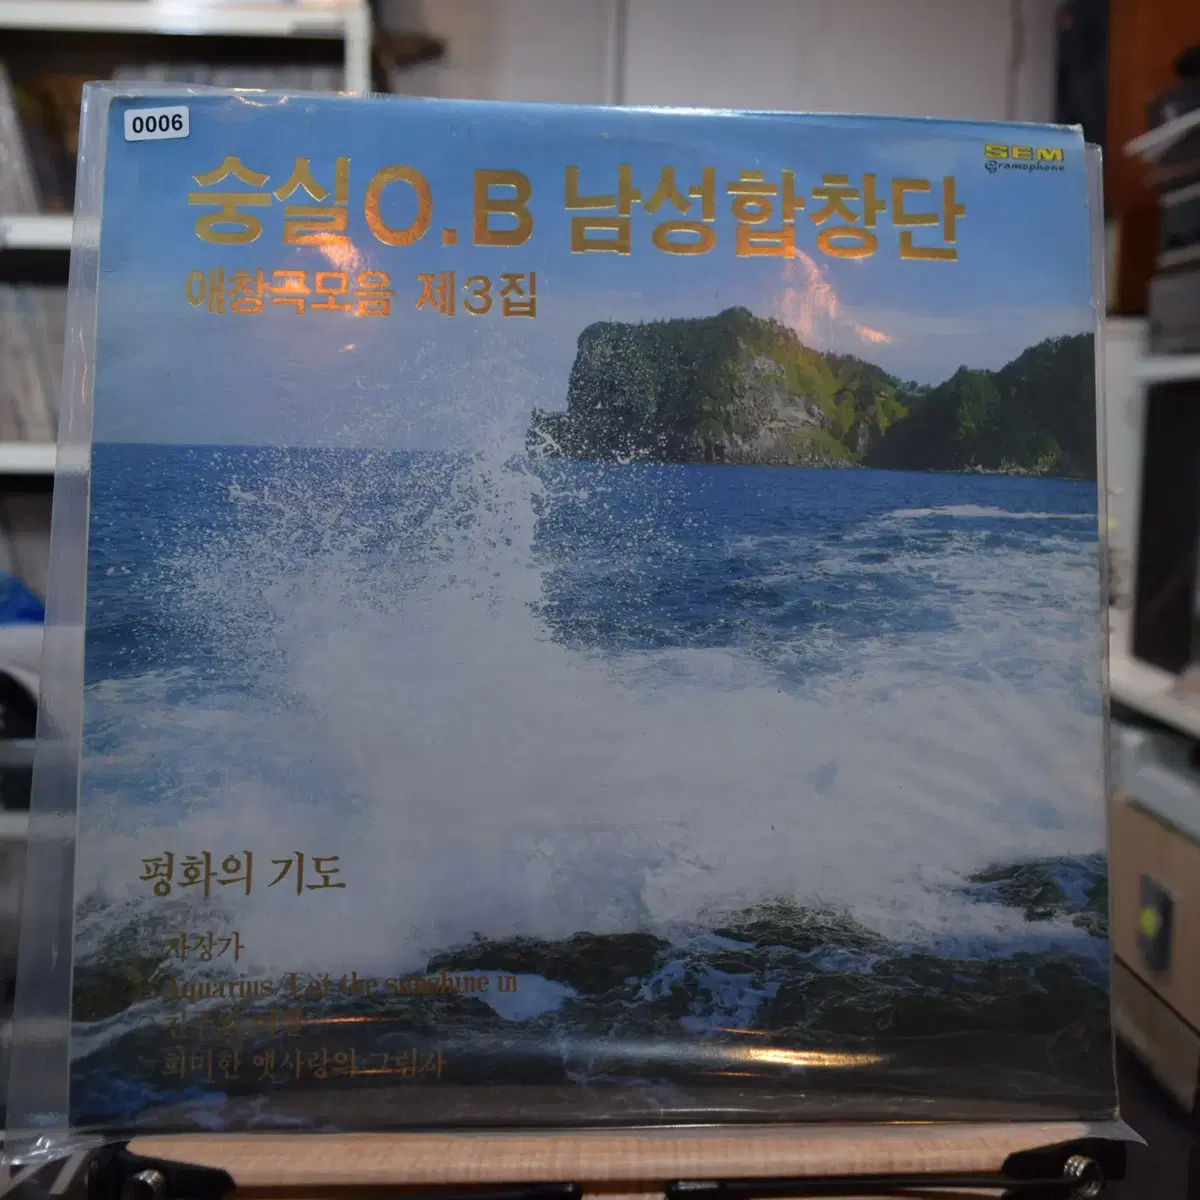 0006
SEM
Gramophone
숭실O.B 남성합창단
애창곡모음 제3집
평화의 기도
자장가
Aquarius/Let the sunshine in
희미한 옛사랑의 그림자